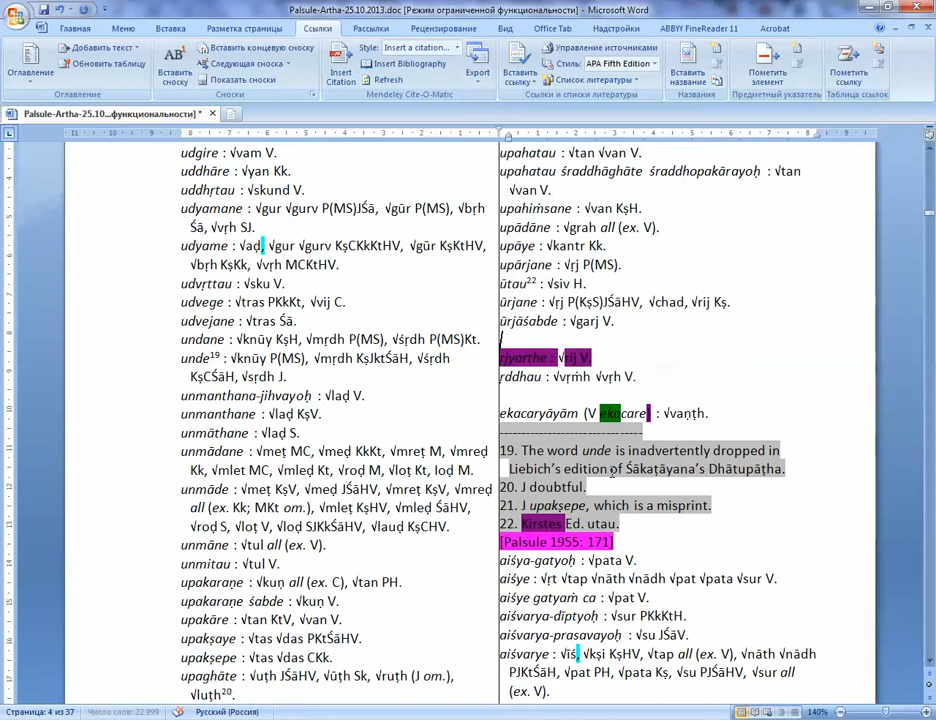 Palsule-Artha-25.10.2013.doc [Режим ограниченной функциональности] - Microsoft Word
Главная Меню Вставка Разметка страницы Ссылки Рассылки Рецензирование Вид Office Tab Надстройки ABBYY FineReader 11 Acrobat
Оглавление
Добавить текст
Обновить таблицу
Оглавление
AB1
Вставить сноску
Вставить концевую сноску
Следующая сноска
Показать сноски
Сноски
Insert Citation
Style: Insert a citation...
Insert Bibliography
Refresh
Export
Mendeley Cite-O-Matic
Вставить ссылку
Управление источниками
Стиль: APA Fifth Edition
Список литературы
Ссылки и списки литературы
Вставить название
Названия
Пометить элемент
Предметный указатель
Пометить ссылку
Таблица ссылок
Palsule-Artha-25.10....функциональности] *
udgire : √vam V.
uddhāre : √yan Kk.
uddhṛtau : √skund V.
udyamane : √gur √gurv P(MS)JŚā, √gūr P(MS), √bṛh
Śā, √vṛh SJ.
udyame : √aḍ, √gur √gurv KṣCKkKtHV, √gūr KṣKtHV,
√bṛh KṣKk, √vṛh MCKtHV.
udvṛttau : √sku V.
udvege : √tras PKkKt, √vij C.
udvejane : √tras Śā.
undane : √knūy KṣH, √mṛdh P(MS), √śṛdh P(MS)Kt.
unde19 : √knūy P(MS), √mṛdh KṣJktŚāH, √śṛdh
KṣCŚāH, √sṛdh J.
unmanthana-jihvayoḥ : √laḍ V.
unmanthane : √laḍ KṣV.
unmāthane : √laḍ S.
unmādane : √meṭ MC, √meḍ KkKt, √mreṭ M, √mreḍ
Kk, √mlet MC, √mleḍ Kt, √roḍ M, √loṭ Kt, loḍ M.
unmāde : √meṭ KṣV, √meḍ JŚāHV, √mreṭ KṣV, √mreḍ
all (ex. Kk; MKt om.), √mleṭ KṣHV, √mleḍ ŚāHV,
√roḍ S, √loṭ V, √loḍ SJKkŚāHV, √lauḍ KṣCHV.
unmāne : √tul all (ex. V).
unmitau : √tul V.
upakaraṇe : √kuṇ all (ex. C), √tan PH.
upakaraṇe śabde : √kuṇ V.
upakāre : √tan KtV, √van V.
upakṣaye : √tas √das PKtŚāHV.
upakṣepe : √tas √das CKk.
upaghāte : √uṭh JŚāHV, √ūṭh Sk, √ruṭh (J om.),
√luṭh20.
upahatau : √tan √van V.
upahatau śraddhāghāte śraddhopakārayoḥ : √tan
√van V.
upahiṁsane : √van KṣH.
upādāne : √grah all (ex. V).
upāye : √kantr Kk.
upārjane : √ṛj P(MS).
ūtau22 : √siv H.
ūrjane : √ṛj P(KṣS)JŚāHV, √chad, √rij Kṣ.
ūrjāśabde : √garj V.
ṛjyarthe : √rij V.
ṛddhau : √vṛṁh √vṛh V.
ekacaryāyām (V ekacare) : √vaṇṭh.
19. The word unde is inadvertently dropped in
Liebich’s edition of Śākaṭāyana’s Dhātupāṭha.
20. J doubtful.
21. J upakṣepe, which is a misprint.
22. Kirstes Ed. utau.
[Palsule 1955: 171]
aiśya-gatyoḥ : √pata V.
aiśye : √ṛt √tap √nāth √nādh √pat √pata √sur V.
aiśye gatyaṁ ca : √pat V.
aiśvarya-dīptyoḥ : √sur PKkKtH.
aiśvarya-prasavayoḥ : √su JŚāV.
aiśvarye : √īś, √kṣi KṣHV, √tap all (ex. V), √nāth √nādh
PJKtŚāH, √pat PH, √pata Kṣ, √su PJŚāHV, √sur all
(ex. V).
Страница: 4 из 37 Число слов: 22 999 Русский (Россия) 140%